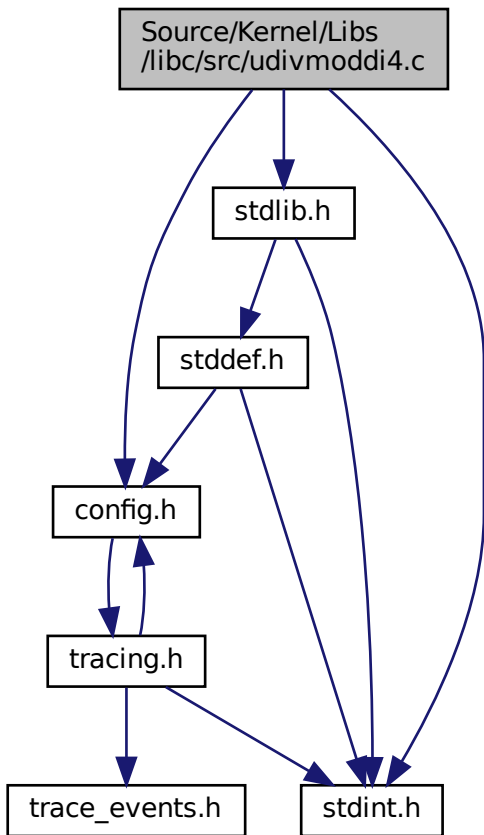 Source/Kernel/Libs
/libc/src/udivmoddi4.c
stdlib.h
stddef.h
config.h
tracing.h
trace_events.h
stdint.h